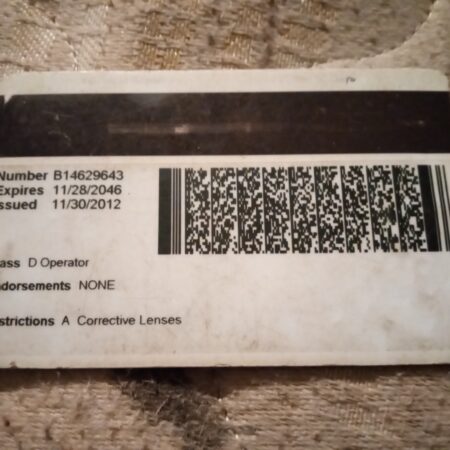 Number B14629643
Expires 11/28/2046
ssued 11/30/2012
ass D Operator
ndorsements NONE
strictions A Corrective Lenses